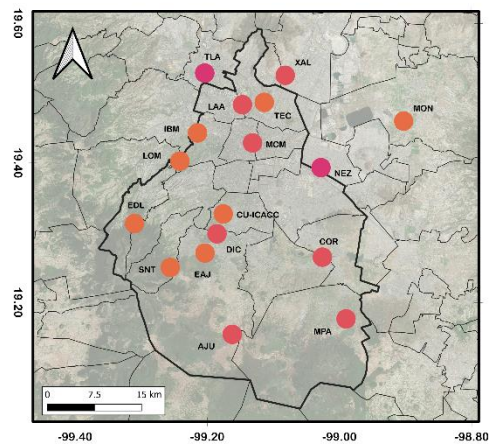 19.60
TLA
XAL
LAA
TEC
MON
IBM
MCM
LOM
19.40
NEZ
EDL
CU-ICACC
DIC
COR
SNT
EAJ
19.20
MPA
AJU
0 7.5 15 km
-99.40 -99.20 -99.00 -98.80